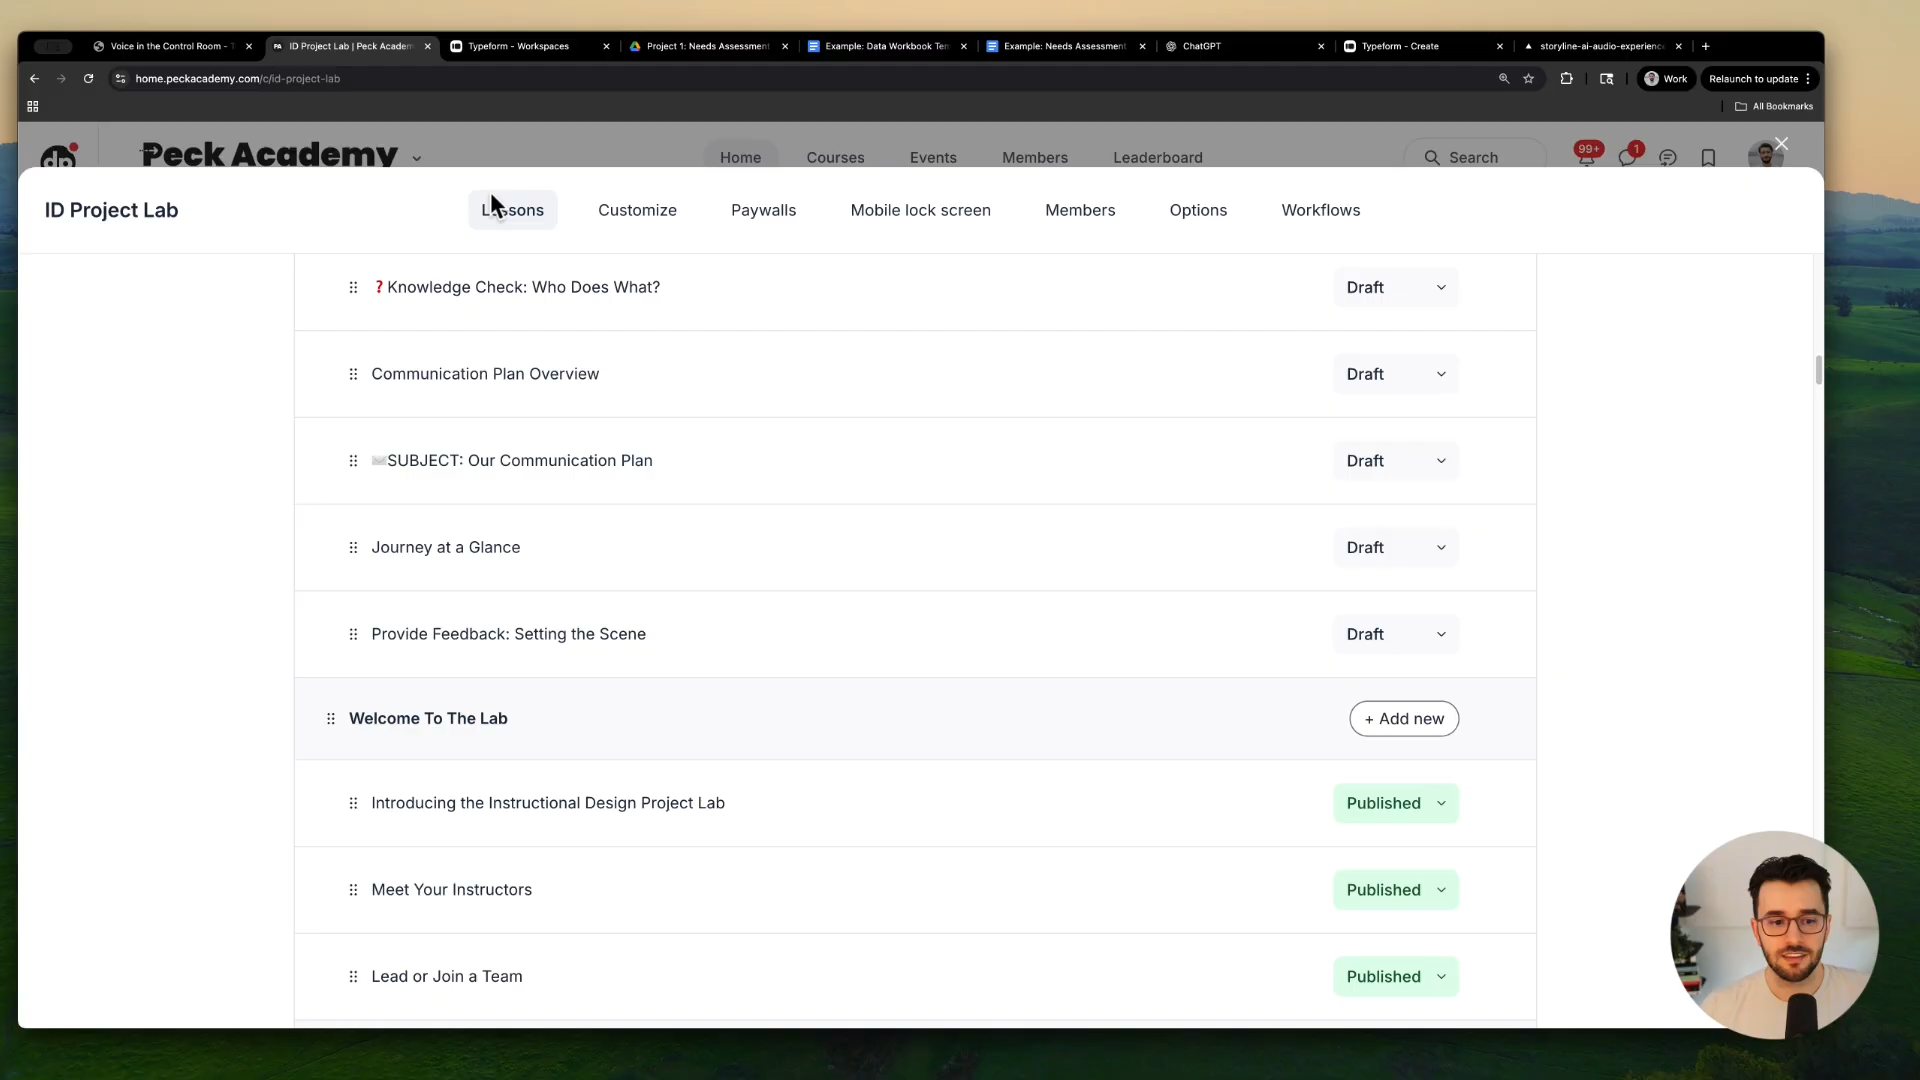 Voice in the Control Room - T
ID Project Lab | Peck Academ
Typeform - Workspaces
Project 1: Needs Assessment
Example: Data Workbook Tem
Example: Needs Assessment
ChatGPT
Typeform - Create
storyline-ai-audio-experience
home.peckacademy.com/c/id-project-lab
Work
Relaunch to update
All Bookmarks
dp
Peck Academy
Home
Courses
Events
Members
Leaderboard
Search
99+
1
ID Project Lab
Lessons
Customize
Paywalls
Mobile lock screen
Members
Options
Workflows
❓Knowledge Check: Who Does What?
Draft
Communication Plan Overview
Draft
✉️SUBJECT: Our Communication Plan
Draft
Journey at a Glance
Draft
Provide Feedback: Setting the Scene
Draft
Welcome To The Lab
+ Add new
Introducing the Instructional Design Project Lab
Published
Meet Your Instructors
Published
Lead or Join a Team
Published